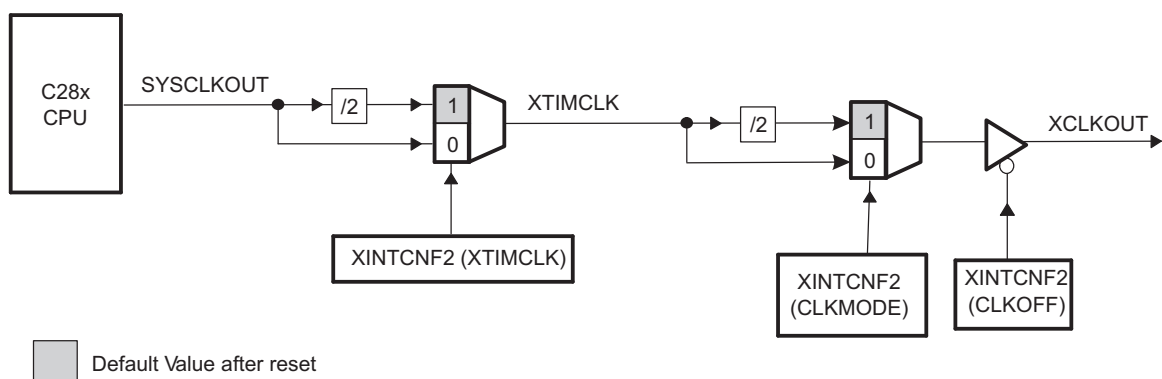 C28x
CPU
SYSCLKOUT
/2
1
0
XTIMCLK
/2
1
0
XCLKOUT
XINTCNF2 (XTIMCLK)
XINTCNF2
(CLKMODE)
XINTCNF2
(CLKOFF)
Default Value after reset